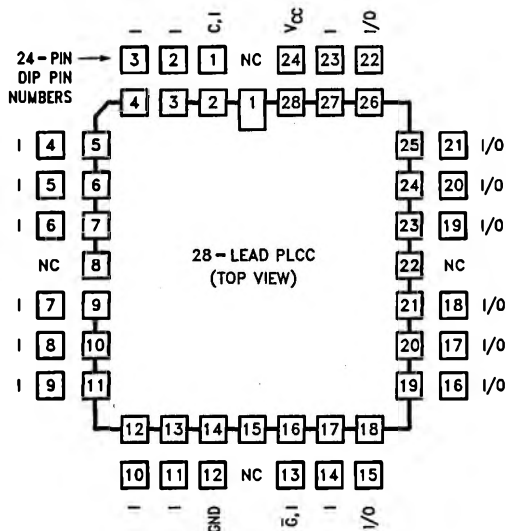 I I C,I VCC I I/O
24-PIN DIP PIN NUMBERS 3 2 1 NC 24 23 22
4 3 2 1 28 27 26
I 4 5 25 21 I/O
I 5 6 24 20 I/O
I 6 7 23 19 I/O
NC 8 22 NC
28-LEAD PLCC
(TOP VIEW)
I 7 9 21 18 I/O
I 8 10 20 17 I/O
I 9 11 19 16 I/O
12 13 14 15 16 17 18
10 11 12 NC 13 14 15
I I GND G̅,I I I/O